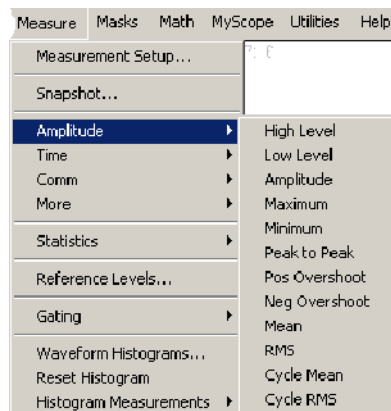 Measure Masks Math MyScope Utilities Help
Measurement Setup...
Snapshot...
Amplitude
Time
Comm
More
Statistics
Reference Levels...
Gating
Waveform Histograms...
Reset Histogram
Histogram Measurements
High Level
Low Level
Amplitude
Maximum
Minimum
Peak to Peak
Pos Overshoot
Neg Overshoot
Mean
RMS
Cycle Mean
Cycle RMS